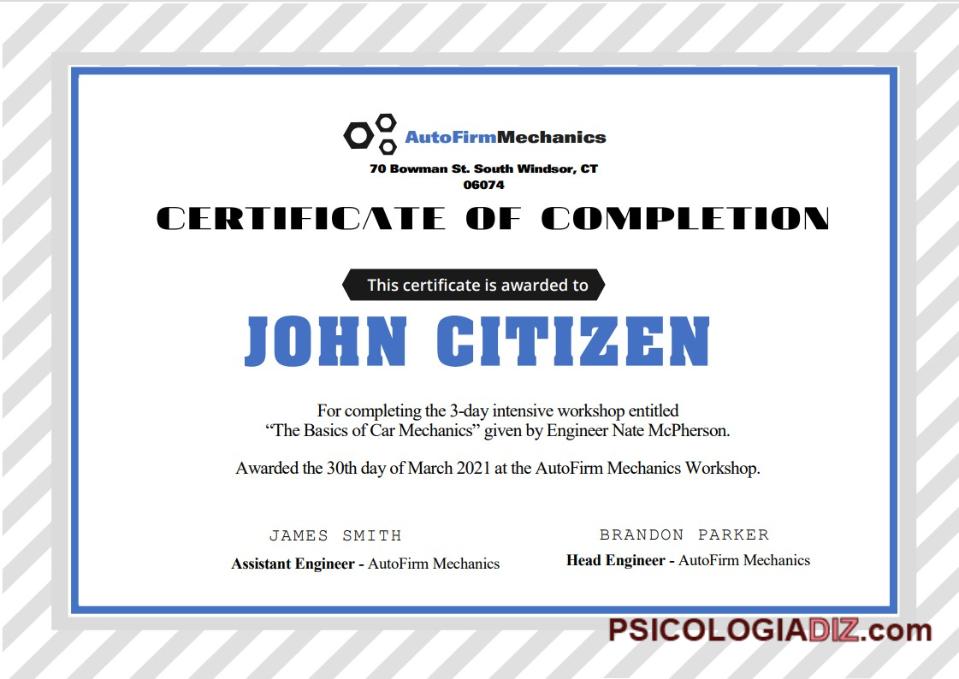 AutoFirmMechanics
70 Bowman St. South Windsor, CT
06074
CERTIFICATE OF COMPLETION
This certificate is awarded to
JOHN CITIZEN
For completing the 3-day intensive workshop entitled
“The Basics of Car Mechanics” given by Engineer Nate McPherson.
Awarded the 30th day of March 2021 at the AutoFirm Mechanics Workshop.
JAMES SMITH
Assistant Engineer - AutoFirm Mechanics
BRANDON PARKER
Head Engineer - AutoFirm Mechanics
PSICOLOGIADIZ.com